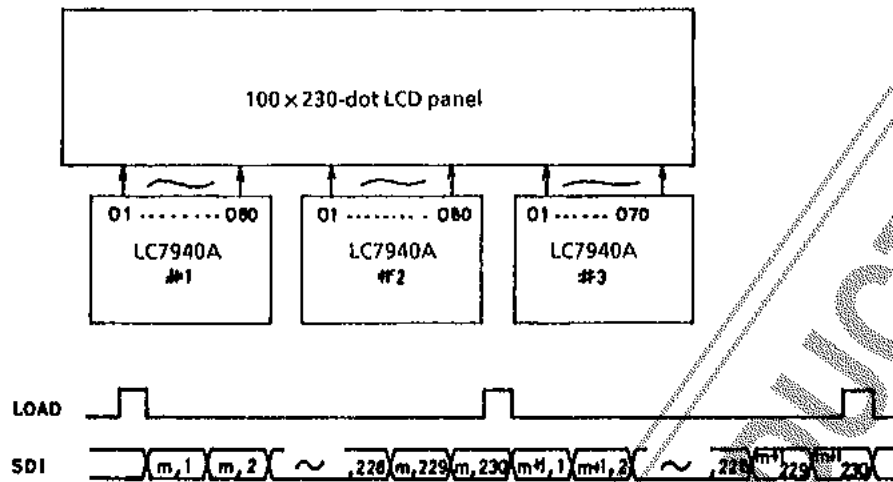 100 × 230-dot LCD panel
O1 ········· O80
O1 ········ O80
O1 ······ O70
LC7940A
#1
LC7940A
#2
LC7940A
#3
LOAD
SDI
m, 1
m, 2
~
,228
m, 229
m, 230
m+1, 1
m+1, 2
~
,228
m+1 229
m+1 230